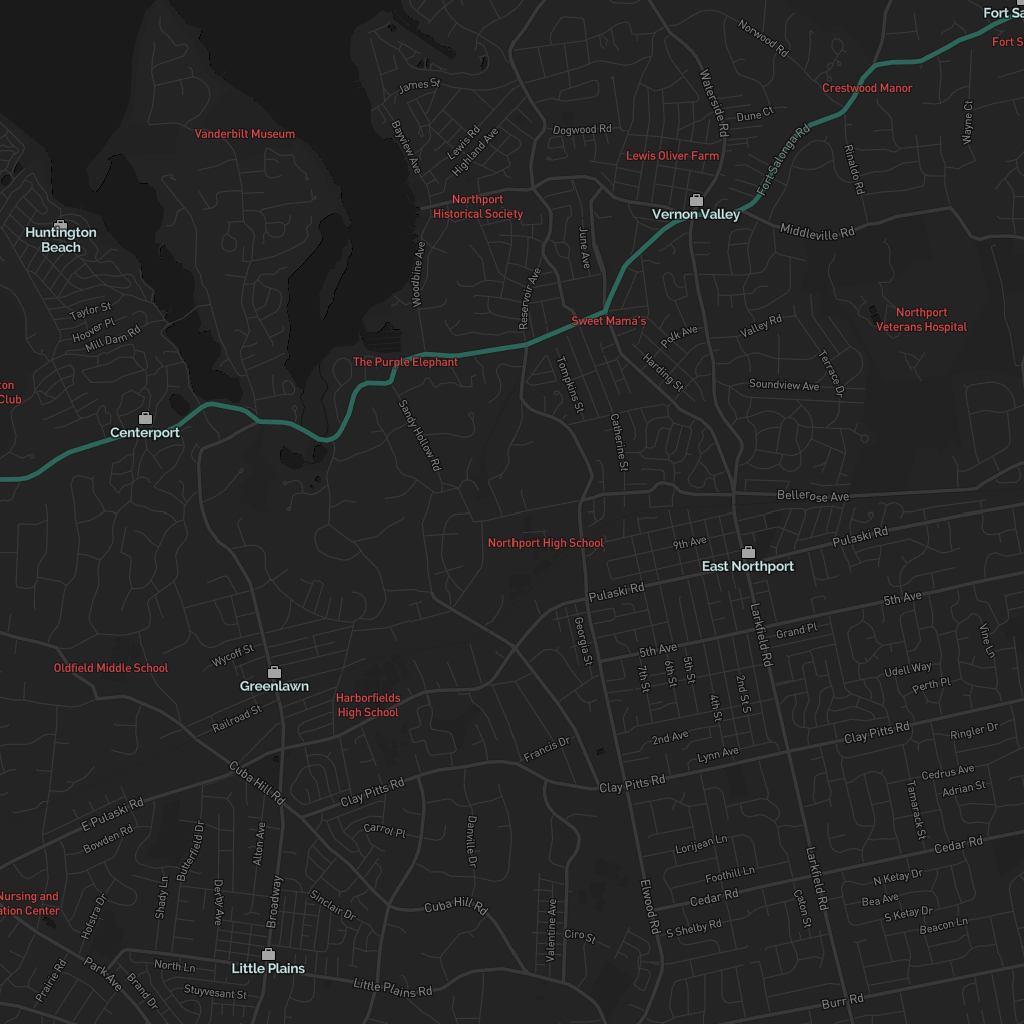 Fort Sa
Fort S
Norwood Rd
James St
Waterside Rd
Crestwood Manor
Dune Ct
Wayne Ct
Vanderbilt Museum
Bayview Ave
Lewis Rd
Highland Ave
Dogwood Rd
Lewis Oliver Farm
Fort Salonga Rd
Rinaldo Rd
Northport
Historical Society
Vernon Valley
Huntington
Beach
Middleville Rd
June Ave
Woodbine Ave
Reservoir Ave
Taylor St
Hoover Pl
Mill Dam Rd
Sweet Mama's
Polk Ave
Valley Rd
Northport
Veterans Hospital
The Purple Elephant
Harding St
Terrace Dr
Tompkins St
Soundview Ave
ton
Club
Centerport
Sandy Hollow Rd
Catherine St
Bellerose Ave
Northport High School
9th Ave
Pulaski Rd
East Northport
Pulaski Rd
5th Ave
Georgia St
Larkfield Rd
Grand Pl
Vine Ln
Wycoff St
5th Ave
Oldfield Middle School
7th St
6th St
5th St
Udell Way
Perth Pl
Greenlawn
Harborfields
High School
4th St
2nd St S
Railroad St
2nd Ave
Francis Dr
Lynn Ave
Clay Pitts Rd
Ringler Dr
Cuba Hill Rd
Clay Pitts Rd
Clay Pitts Rd
Cedrus Ave
Adrian St
Tamarack St
E Pulaski Rd
Bowden Rd
Butterfield Dr
Alton Ave
Carrol Pl
Danville Dr
Lorijean Ln
Cedar Rd
Foothill Ln
Larkfield Rd
N Ketay Dr
Nursing and
ation Center
Hofstra Dr
Shady Ln
Derby Ave
Broadway
Sinclair Dr
Cuba Hill Rd
Elwood Rd
Cedar Rd
Caton St
Bea Ave
S Ketay Dr
Beacon Ln
S Shelby Rd
Valentine Ave
Ciro St
Little Plains
Prairie Rd
Park Ave
Brand Dr
North Ln
Stuyvesant St
Little Plains Rd
Burr Rd